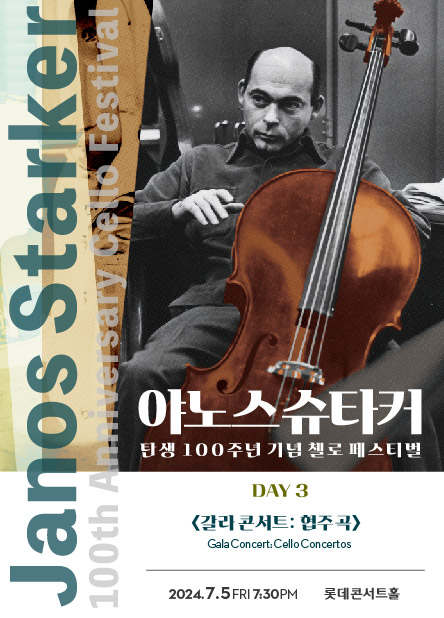 Janos Starker
100th Anniversary Cello Festival
야노스 슈타커
탄생 100주년 기념 첼로 페스티벌
DAY 3
《갈라 콘서트: 협주곡》
Gala Concert: Cello Concertos
2024.7.5 FRI 7:30PM 롯데콘서트홀